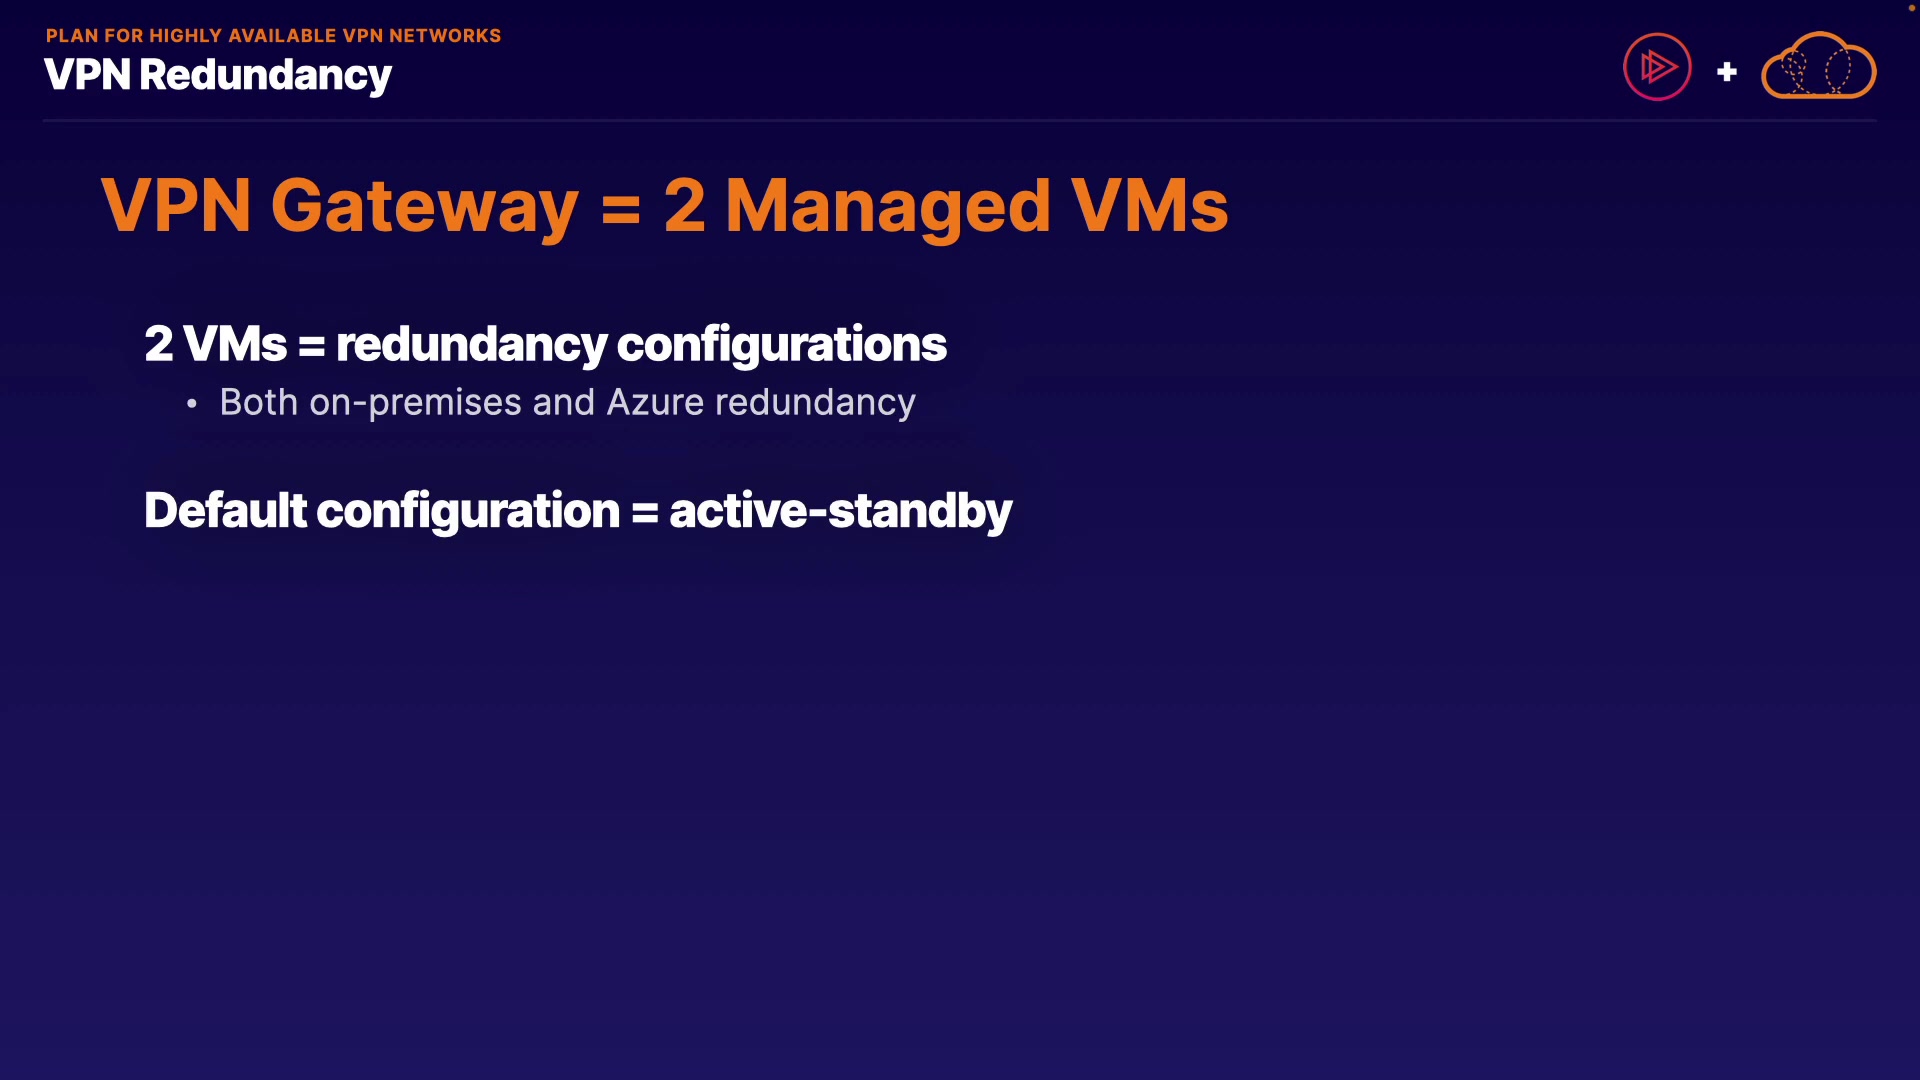 PLAN FOR HIGHLY AVAILABLE VPN NETWORKS
VPN Redundancy
+
VPN Gateway = 2 Managed VMs
2 VMs = redundancy configurations
• Both on-premises and Azure redundancy
Default configuration = active-standby